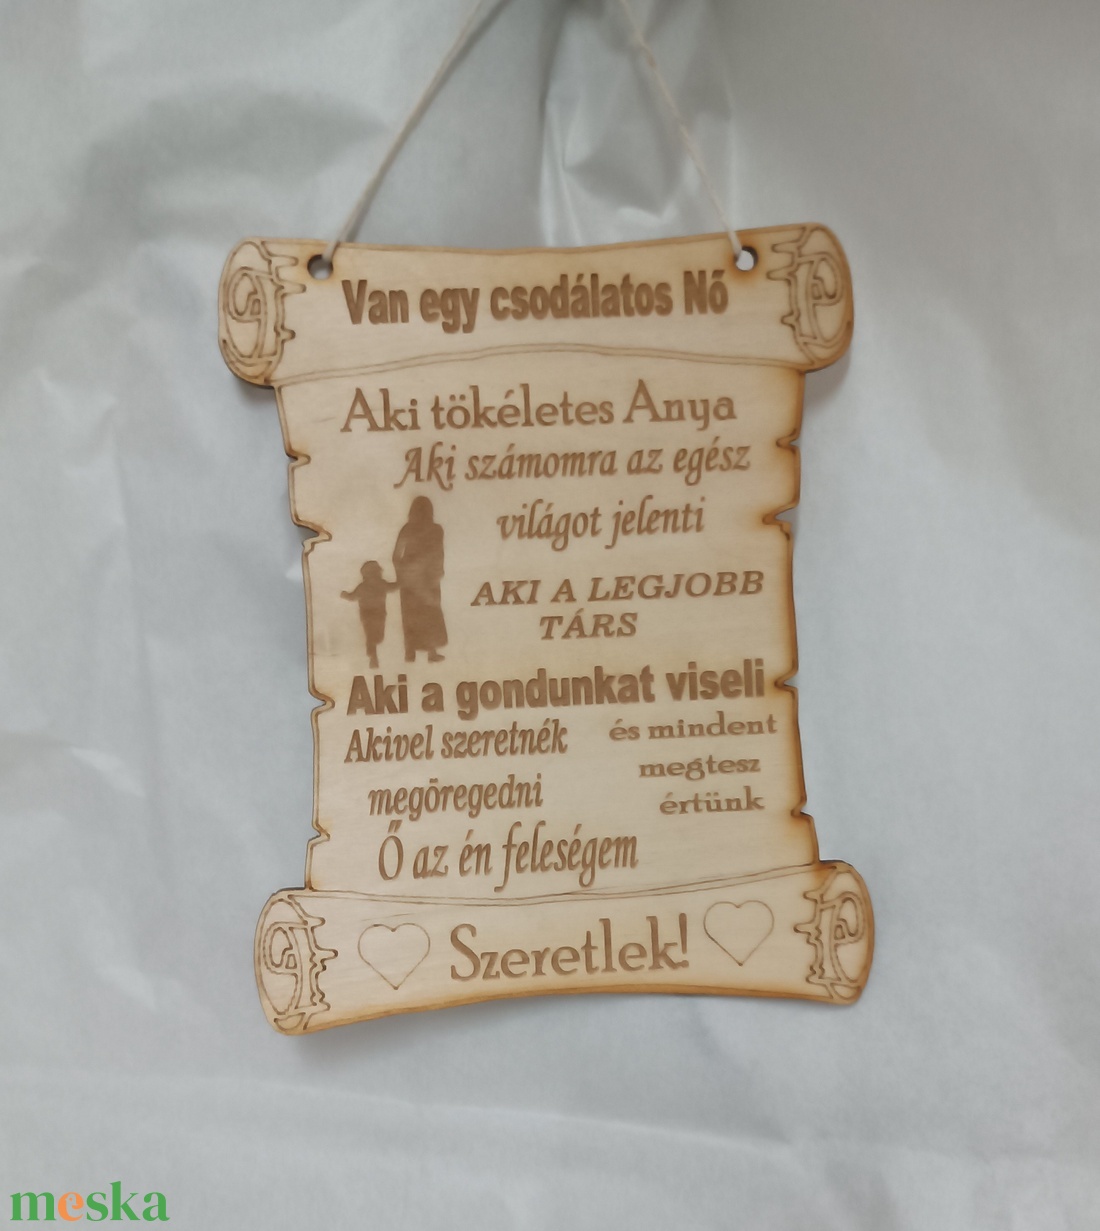 Van egy csodálatos Nő
Aki tökéletes Anya
Aki számomra az egész
világot jelenti
AKI A LEGJOBB
TÁRS
Aki a gondunkat viseli
és mindent
megtesz
értünk
Akivel szeretnék
megöregedni
Ő az én feleségem
Szeretlek!
meska